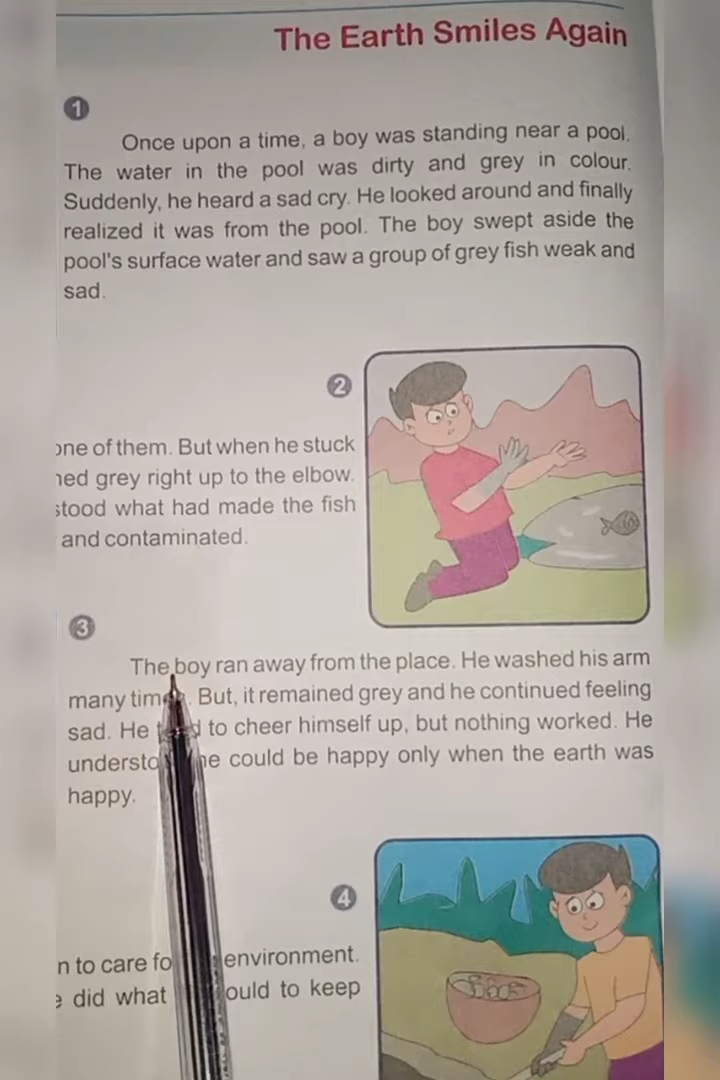 The Earth Smiles Again
1
Once upon a time, a boy was standing near a pool.
The water in the pool was dirty and grey in colour.
Suddenly, he heard a sad cry. He looked around and finally
realized it was from the pool. The boy swept aside the
pool's surface water and saw a group of grey fish weak and
sad.
2
one of them. But when he stuck
ned grey right up to the elbow.
stood what had made the fish
and contaminated.
3
The boy ran away from the place. He washed his arm
many tim . But, it remained grey and he continued feeling
sad. He to cheer himself up, but nothing worked. He
understo he could be happy only when the earth was
happy.
4
n to care fo environment.
e did what ould to keep